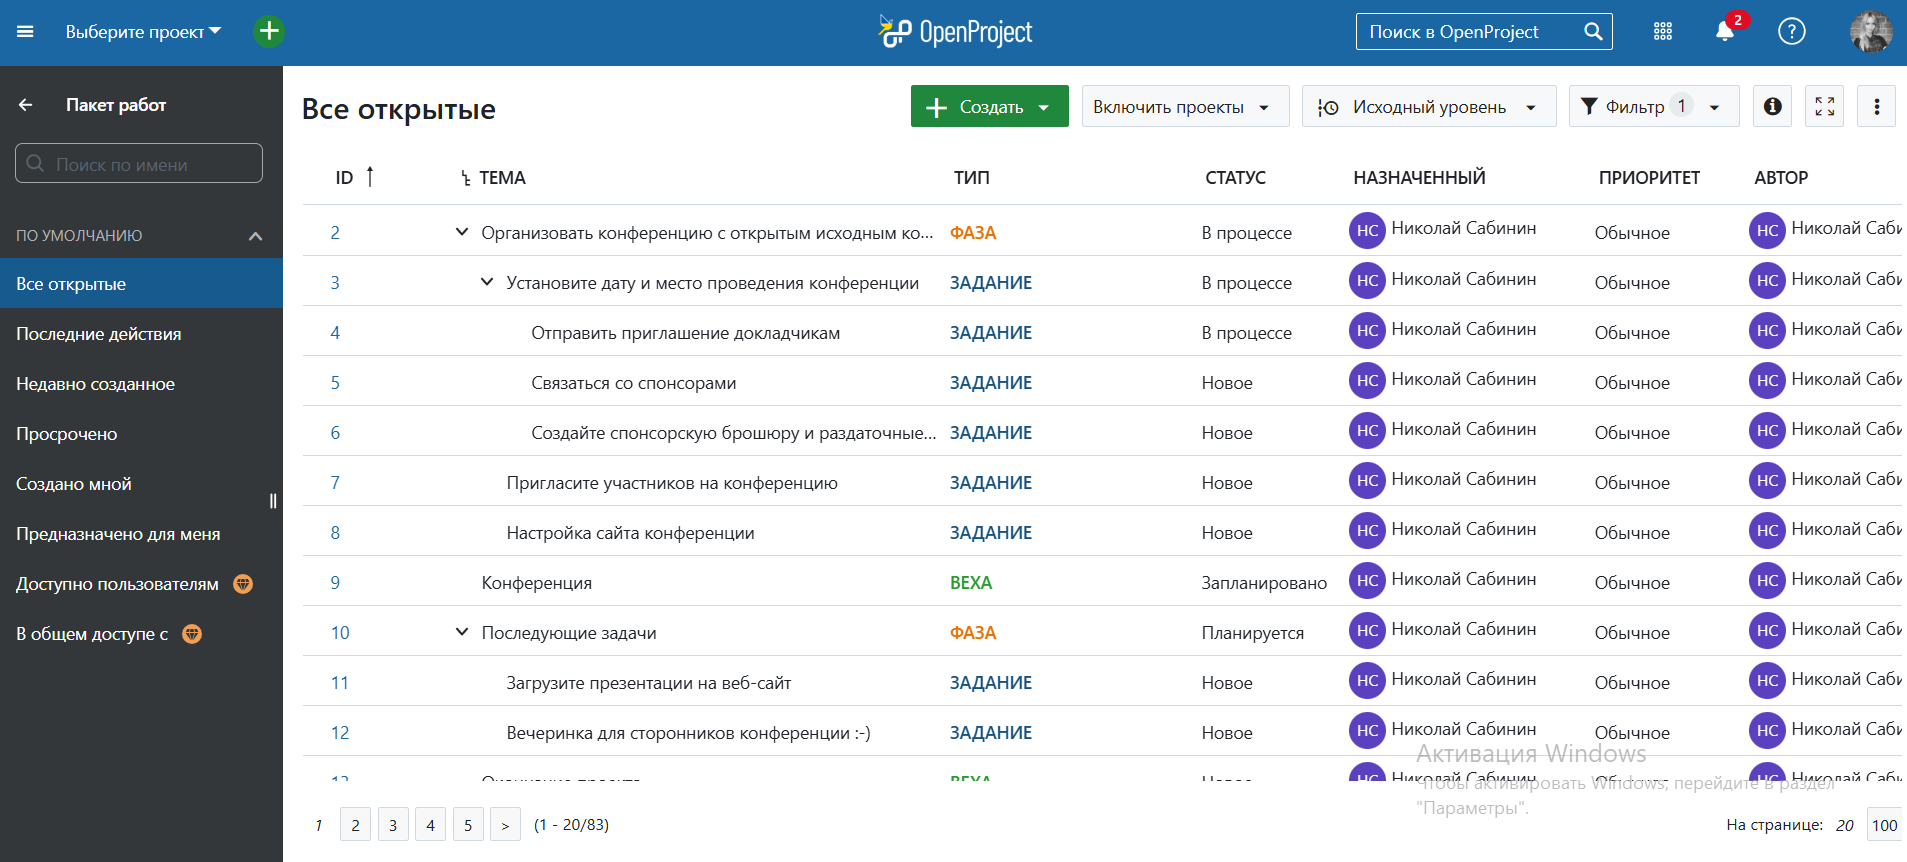 Выберите проект
OpenProject
Поиск в OpenProject
2
?
Пакет работ
Поиск по имени
ПО УМОЛЧАНИЮ
Все открытые
Последние действия
Недавно созданное
Просрочено
Создано мной
Предназначено для меня
Доступно пользователям
В общем доступе с
Все открытые
Создать
Включить проекты
Исходный уровень
Фильтр 1
ID ТЕМА ТИП СТАТУС НАЗНАЧЕННЫЙ ПРИОРИТЕТ АВТОР
2 Организовать конференцию с открытым исходным ко... ФАЗА В процессе НС Николай Сабинин Обычное НС Николай Саби
3 Установите дату и место проведения конференции ЗАДАНИЕ В процессе НС Николай Сабинин Обычное НС Николай Саби
4 Отправить приглашение докладчикам ЗАДАНИЕ В процессе НС Николай Сабинин Обычное НС Николай Саби
5 Связаться со спонсорами ЗАДАНИЕ Новое НС Николай Сабинин Обычное НС Николай Саби
6 Создайте спонсорскую брошюру и раздаточные... ЗАДАНИЕ Новое НС Николай Сабинин Обычное НС Николай Саби
7 Пригласите участников на конференцию ЗАДАНИЕ Новое НС Николай Сабинин Обычное НС Николай Саби
8 Настройка сайта конференции ЗАДАНИЕ Новое НС Николай Сабинин Обычное НС Николай Саби
9 Конференция ВЕХА Запланировано НС Николай Сабинин Обычное НС Николай Саби
10 Последующие задачи ФАЗА Планируется НС Николай Сабинин Обычное НС Николай Саби
11 Загрузите презентации на веб-сайт ЗАДАНИЕ Новое НС Николай Сабинин Обычное НС Николай Саби
12 Вечеринка для сторонников конференции :-) ЗАДАНИЕ Новое НС Николай Сабинин Обычное НС Николай Саби
НС Николай Сабинин НС Николай Саби
Активация Windows
Чтобы активировать Windows, перейдите в раздел
"Параметры".
1 2 3 4 5 > (1 - 20/83)
На странице: 20 100